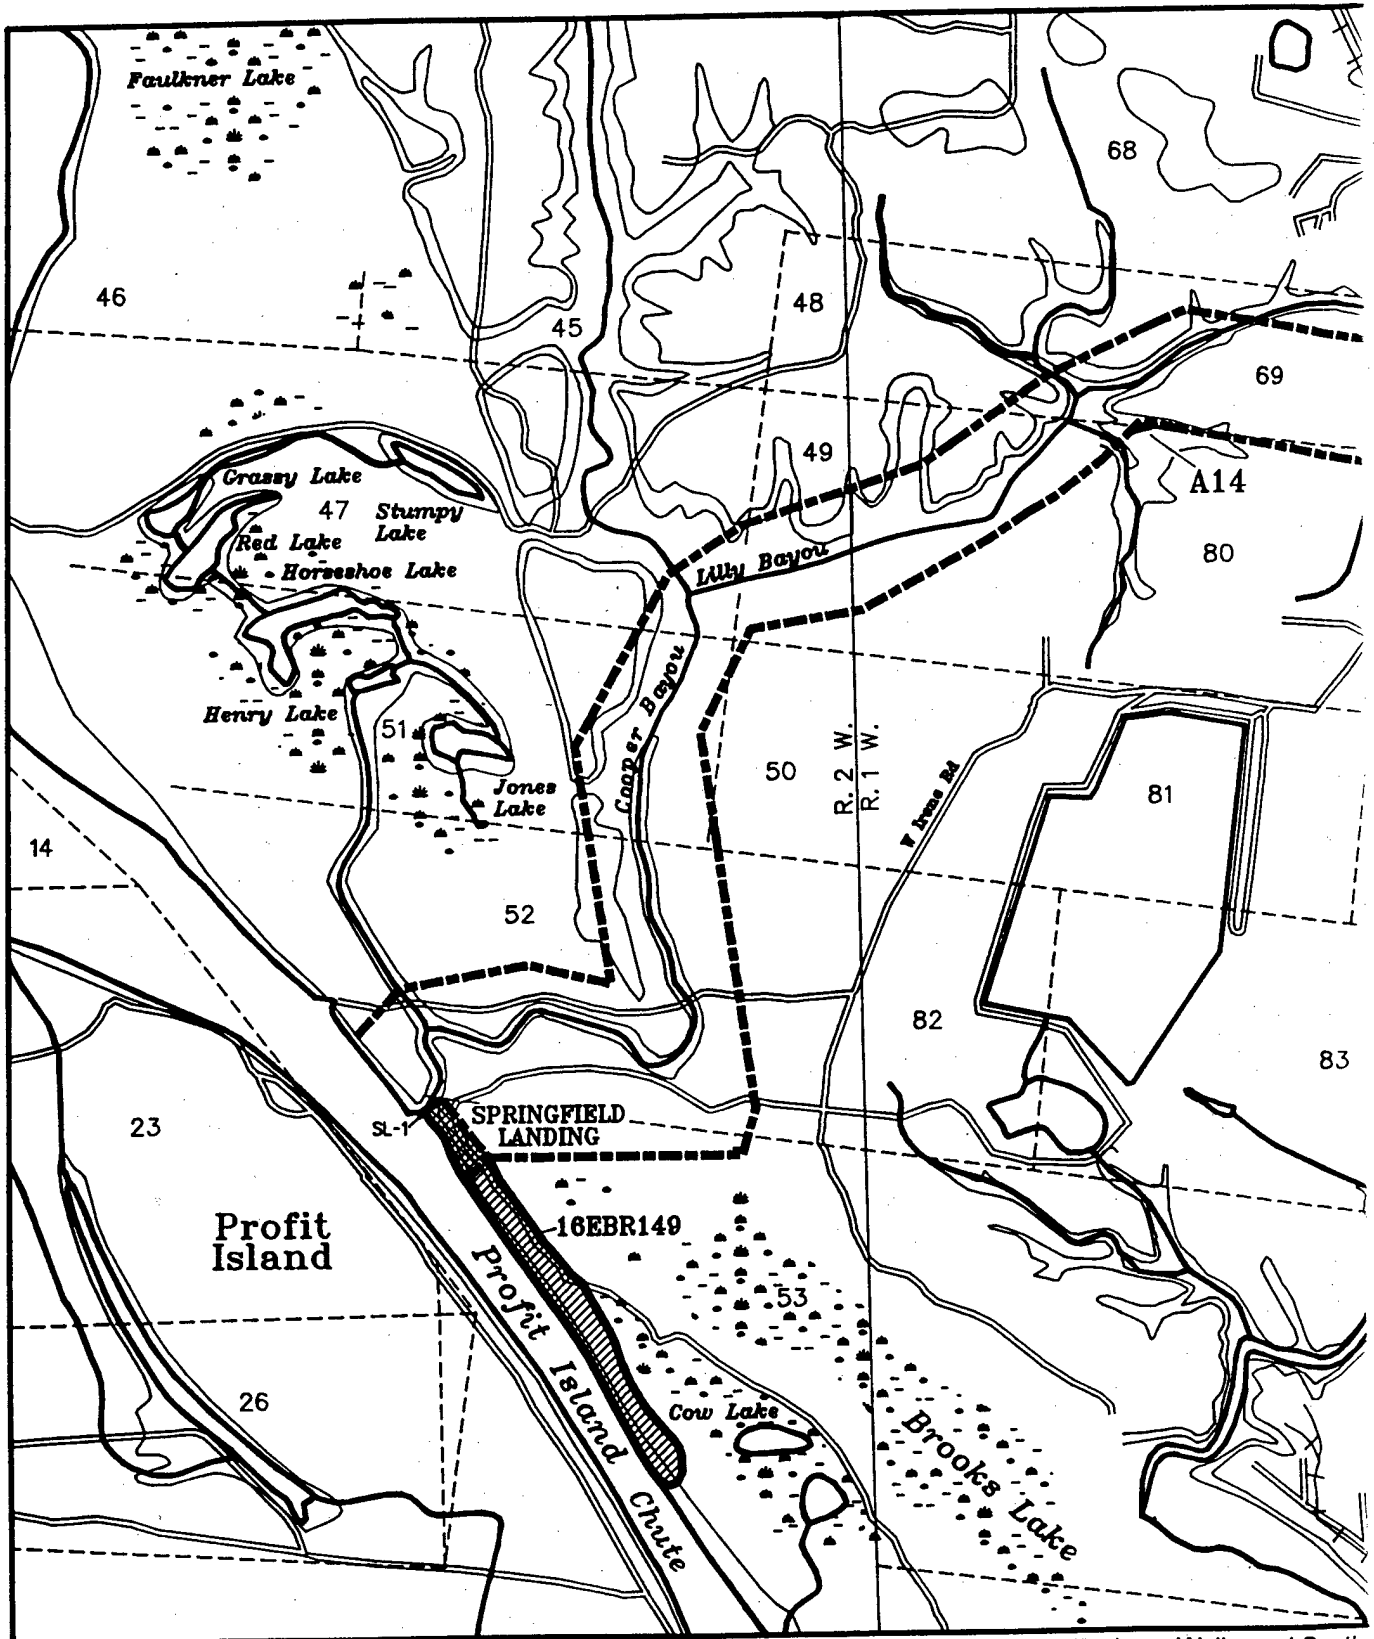 Faulkner Lake
68
46
45
48
69
49
Grassy Lake
47
Stumpy
Lake
A14
Red Lake
Horseshoe Lake
Lilly Bayou
80
Henry Lake
51
Cooper Bayou
Jones
Lake
50
R. 2 W.
R. 1 W.
W Irene Rd
81
14
52
82
83
23
SL-1
SPRINGFIELD
LANDING
16EBR149
Profit
Island
53
Profit Island Chute
26
Cow Lake
Brooks Lake